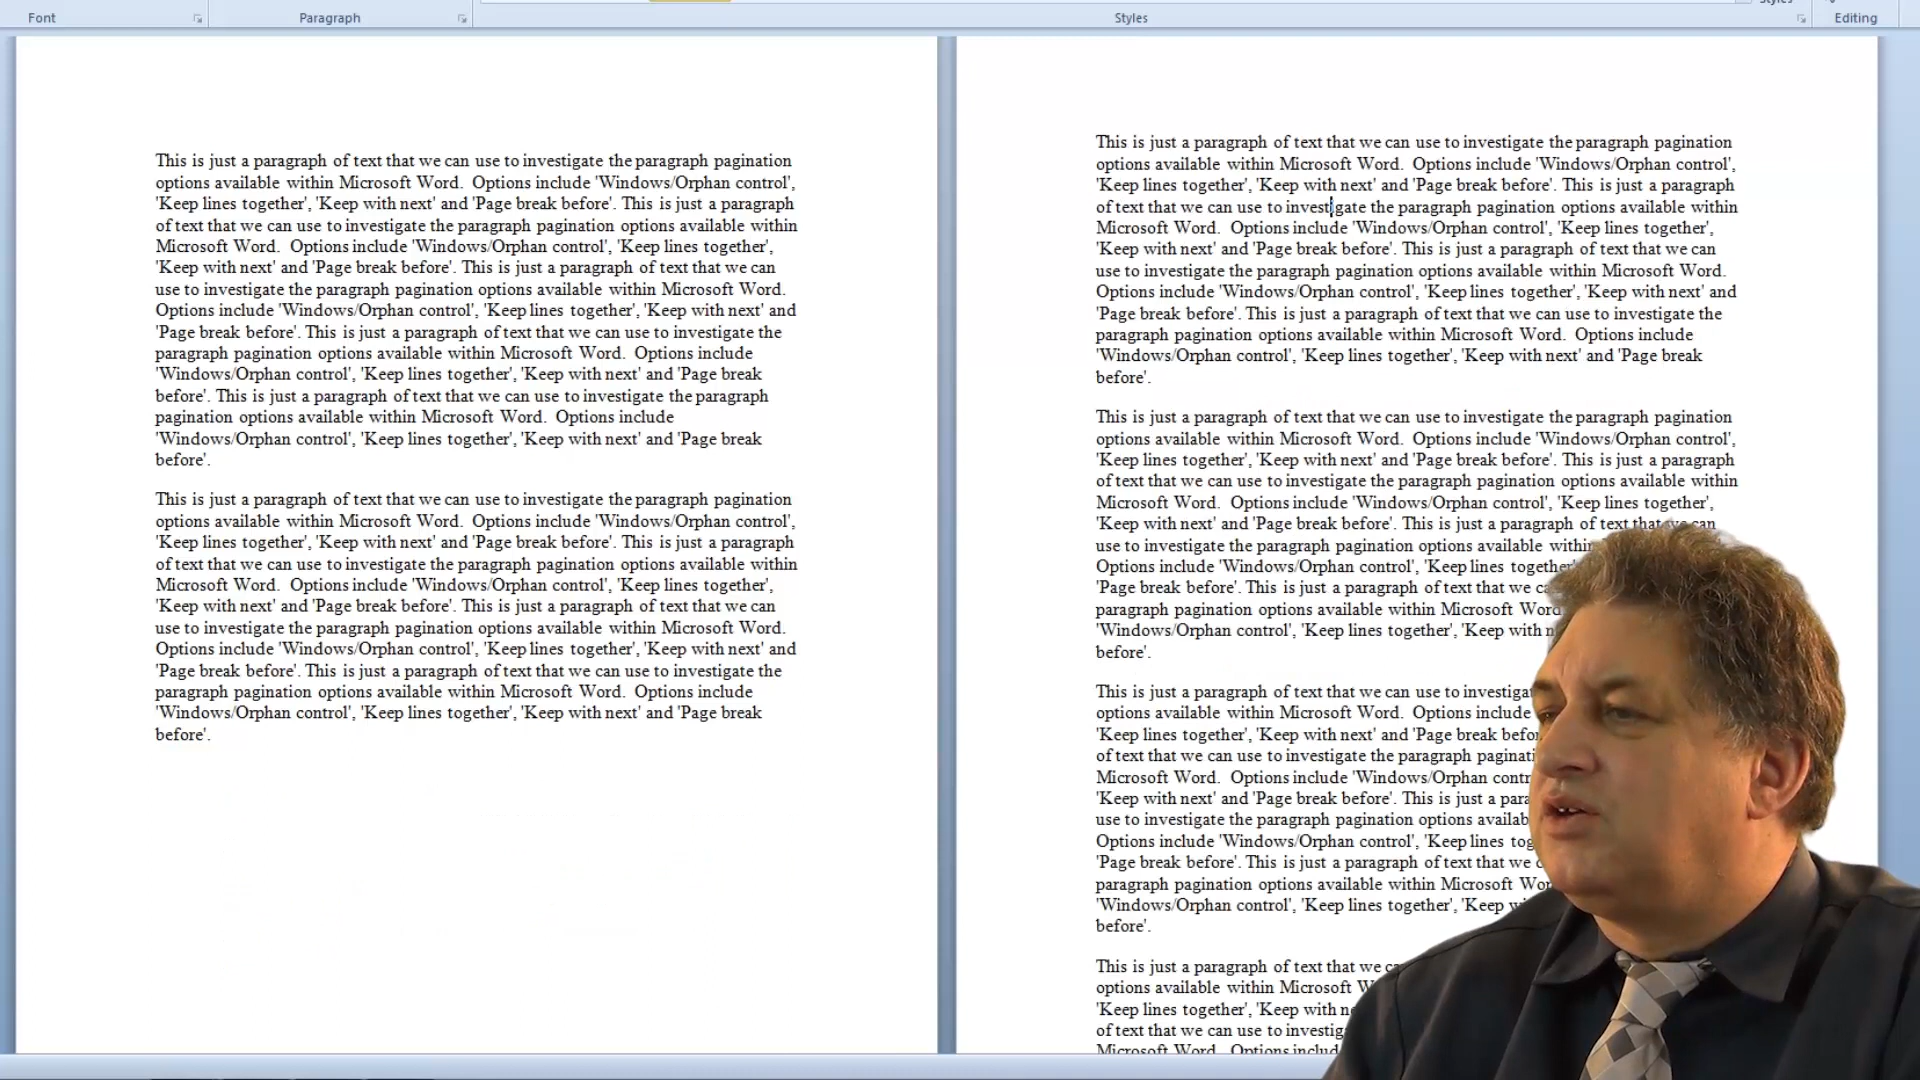 Font
Paragraph
Styles
Editing
This is just a paragraph of text that we can use to investigate the paragraph pagination
options available within Microsoft Word.  Options include 'Windows/Orphan control',
'Keep lines together', 'Keep with next' and 'Page break before'. This is just a paragraph
of text that we can use to investigate the paragraph pagination options available within
Microsoft Word.  Options include 'Windows/Orphan control', 'Keep lines together',
'Keep with next' and 'Page break before'. This is just a paragraph of text that we can
use to investigate the paragraph pagination options available within Microsoft Word.
Options include 'Windows/Orphan control', 'Keep lines together', 'Keep with next' and
'Page break before'. This is just a paragraph of text that we can use to investigate the
paragraph pagination options available within Microsoft Word.  Options include
'Windows/Orphan control', 'Keep lines together', 'Keep with next' and 'Page break
before'. This is just a paragraph of text that we can use to investigate the paragraph
pagination options available within Microsoft Word.  Options include
'Windows/Orphan control', 'Keep lines together', 'Keep with next' and 'Page break
before'.
This is just a paragraph of text that we can use to investigate the paragraph pagination
options available within Microsoft Word.  Options include 'Windows/Orphan control',
'Keep lines together', 'Keep with next' and 'Page break before'. This is just a paragraph
of text that we can use to investigate the paragraph pagination options available within
Microsoft Word.  Options include 'Windows/Orphan control', 'Keep lines together',
'Keep with next' and 'Page break before'. This is just a paragraph of text that we can
use to investigate the paragraph pagination options available within Microsoft Word.
Options include 'Windows/Orphan control', 'Keep lines together', 'Keep with next' and
'Page break before'. This is just a paragraph of text that we can use to investigate the
paragraph pagination options available within Microsoft Word.  Options include
'Windows/Orphan control', 'Keep lines together', 'Keep with next' and 'Page break
before'.
This is just a paragraph of text that we can use to investigate the paragraph pagination
options available within Microsoft Word.  Options include 'Windows/Orphan control',
'Keep lines together', 'Keep with next' and 'Page break before'. This is just a paragraph
of text that we can use to investigate the paragraph pagination options available within
Microsoft Word.  Options include 'Windows/Orphan control', 'Keep lines together',
'Keep with next' and 'Page break before'. This is just a paragraph of text that we can
use to investigate the paragraph pagination options available within Microsoft Word.
Options include 'Windows/Orphan control', 'Keep lines together', 'Keep with next' and
'Page break before'. This is just a paragraph of text that we can use to investigate the
paragraph pagination options available within Microsoft Word.  Options include
'Windows/Orphan control', 'Keep lines together', 'Keep with next' and 'Page break
before'.
This is just a paragraph of text that we can use to investigate the paragraph pagination
options available within Microsoft Word.  Options include 'Windows/Orphan control',
'Keep lines together', 'Keep with next' and 'Page break before'. This is just a paragraph
of text that we can use to investigate the paragraph pagination options available within
Microsoft Word.  Options include 'Windows/Orphan control', 'Keep lines together',
'Keep with next' and 'Page break before'. This is just a paragraph of text that we can
use to investigate the paragraph pagination options available within
Options include 'Windows/Orphan control', 'Keep lines together'
'Page break before'. This is just a paragraph of text that we
paragraph pagination options available within Microsoft Word
'Windows/Orphan control', 'Keep lines together', 'Keep with
before'.
This is just a paragraph of text that we can use to
options available within Microsoft Word.  Options include
'Keep lines together', 'Keep with next' and 'Page break
of text that we can use to investigate the paragraph
Microsoft Word.  Options include 'Windows/Orphan
'Keep with next' and 'Page break before'. This is just a
use to investigate the paragraph pagination options
Options include 'Windows/Orphan control', 'Keep lines
'Page break before'. This is just a paragraph of text that we
paragraph pagination options available within Microsoft
'Windows/Orphan control', 'Keep lines together', 'Keep
before'.
This is just a paragraph of text that we
options available within Microsoft
'Keep lines together', 'Keep with
of text that we can use to
Microsoft Word.  Options